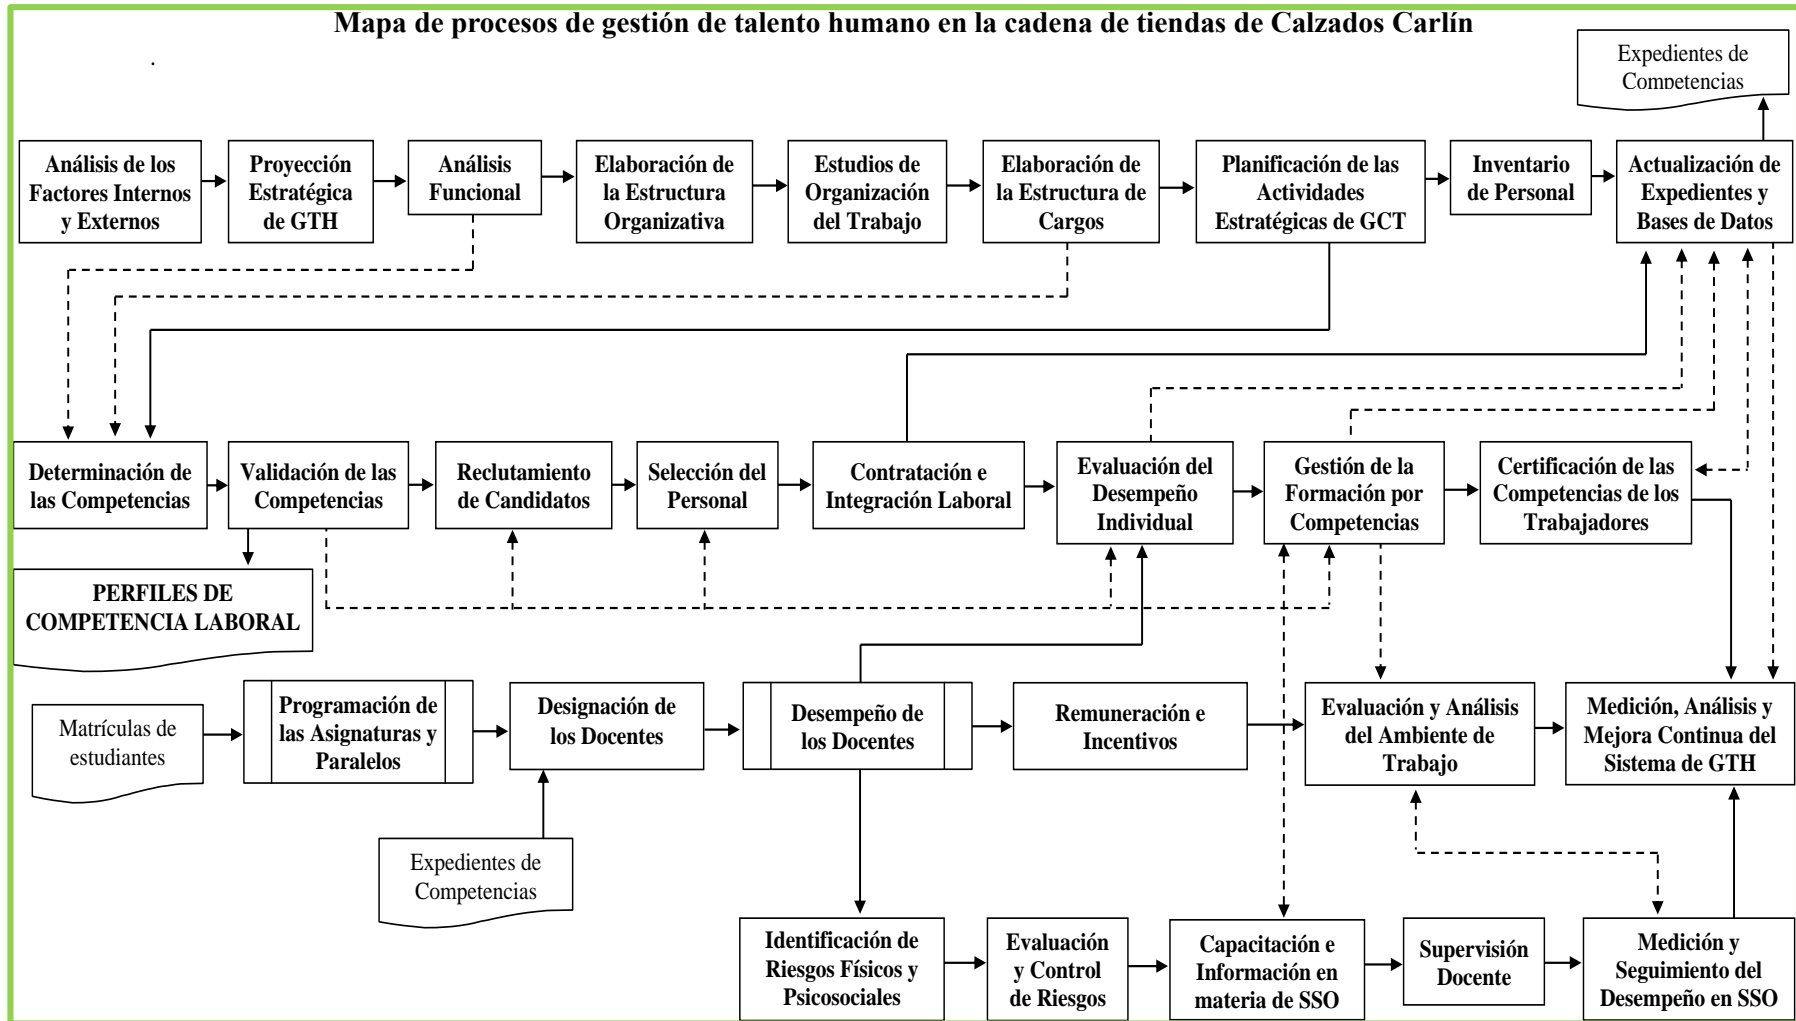 Mapa de procesos de gestión de talento humano en la cadena de tiendas de Calzados Carlín
Expedientes de
Competencias
.
Análisis de los
Factores Internos
y Externos
Proyección
Estratégica
de GTH
Análisis
Funcional
Elaboración de
la Estructura
Organizativa
Estudios de
Organización
del Trabajo
Elaboración de
la Estructura de
Cargos
Planificación de las
Actividades
Estratégicas de GCT
Inventario
de Personal
Actualización de
Expedientes y
Bases de Datos
Determinación de
las Competencias
Validación de las
Competencias
Reclutamiento
de Candidatos
Selección del
Personal
Contratación e
Integración Laboral
Evaluación del
Desempeño
Individual
Gestión de la
Formación por
Competencias
Certificación de las
Competencias de los
Trabajadores
PERFILES DE
COMPETENCIA LABORAL
Matrículas de
estudiantes
Programación de
las Asignaturas y
Paralelos
Designación de
los Docentes
Desempeño de
los Docentes
Remuneración e
Incentivos
Evaluación y Análisis
del Ambiente de
Trabajo
Medición, Análisis y
Mejora Continua del
Sistema de GTH
Expedientes de
Competencias
Identificación de
Riesgos Físicos y
Psicosociales
Evaluación
y Control
de Riesgos
Capacitación e
Información en
materia de SSO
Supervisión
Docente
Medición y
Seguimiento del
Desempeño en SSO